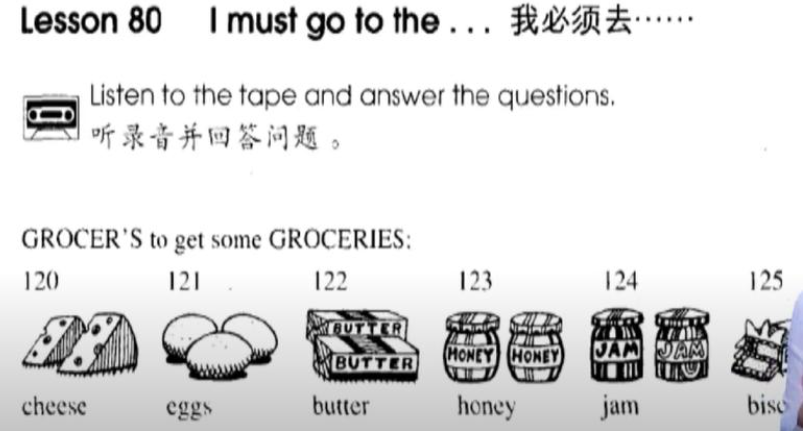 Lesson 80 I must go to the . . . 我必须去……
Listen to the tape and answer the questions.
听录音并回答问题。
GROCER'S to get some GROCERIES:
120 121 122 123 124 125
BUTTER
BUTTER HONEY HONEY JAM JAM
cheese eggs butter honey jam